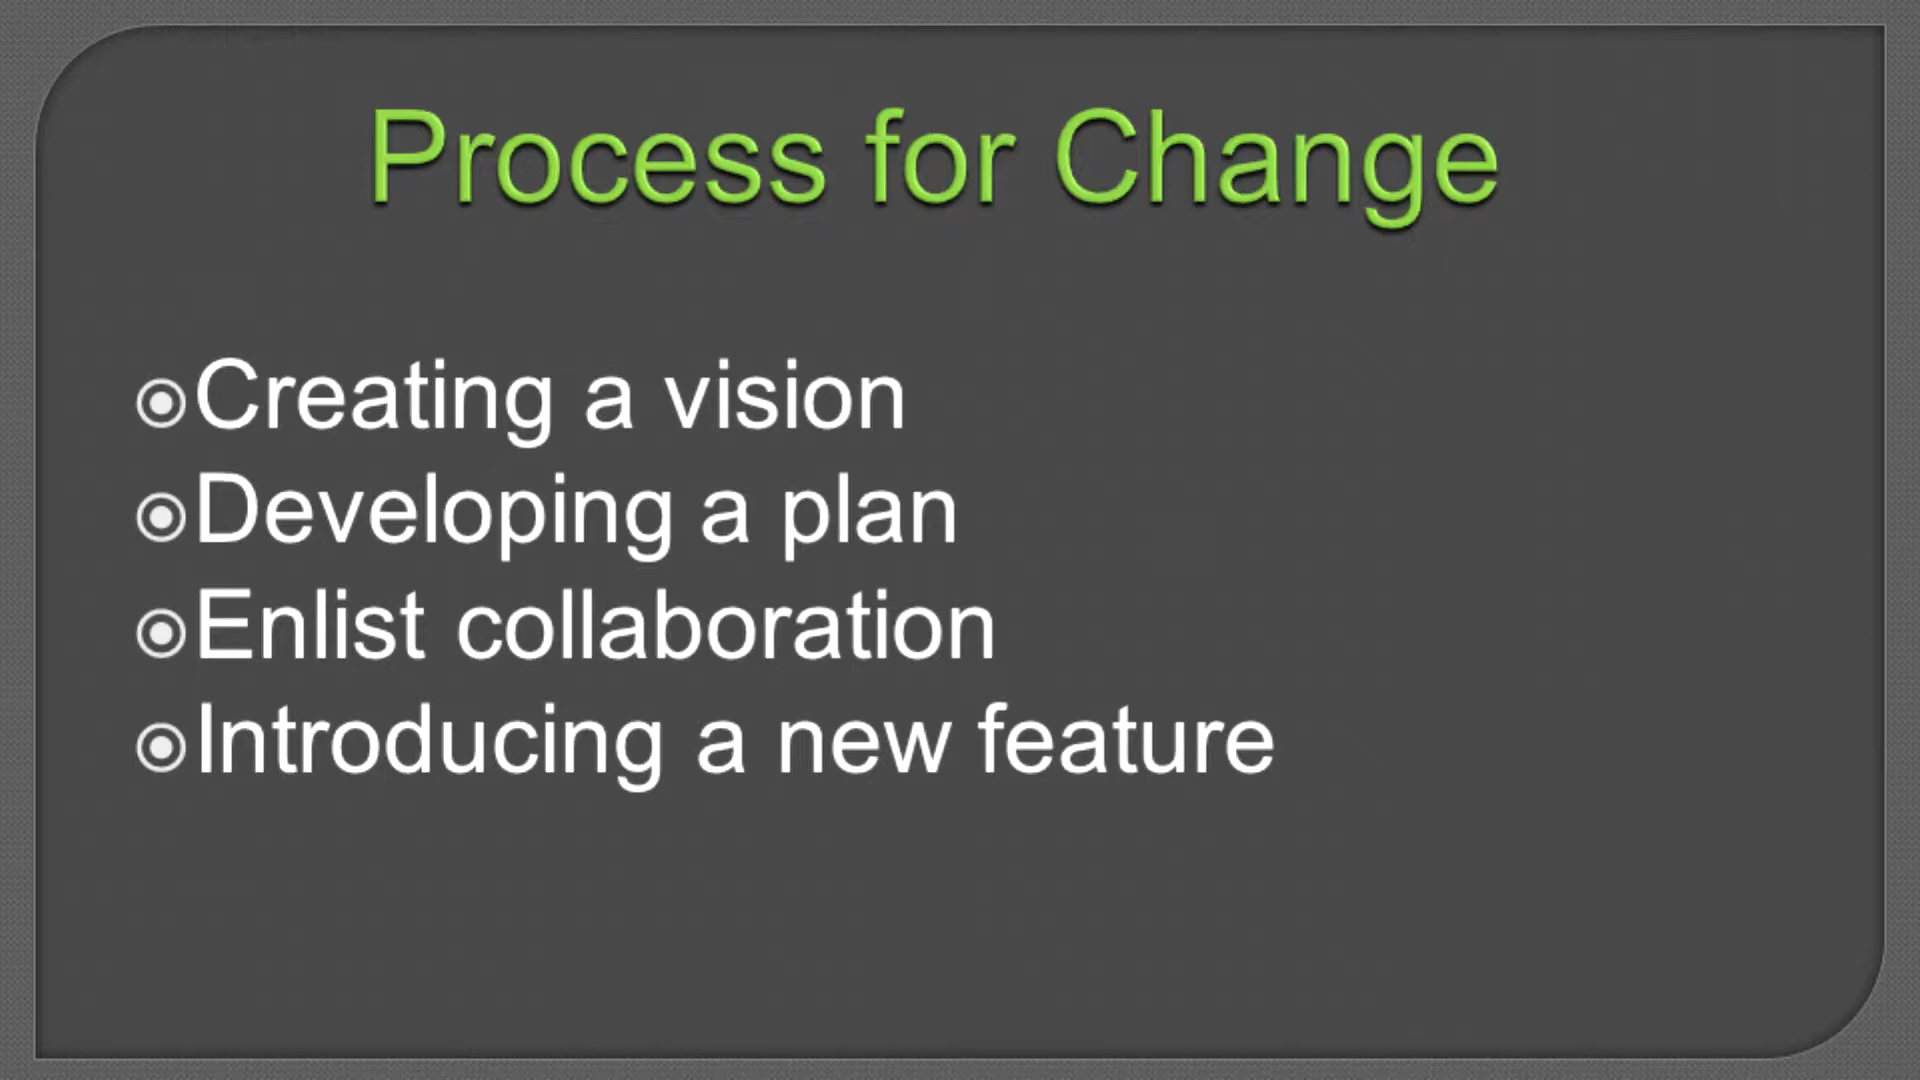 Process for Change
Creating a vision
Developing a plan
Enlist collaboration
Introducing a new feature